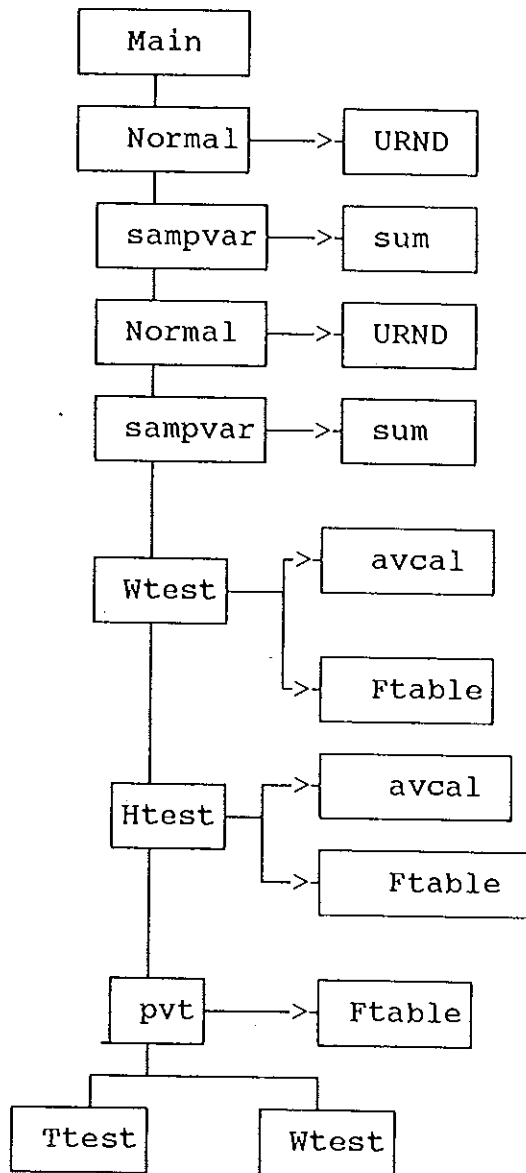 Main
Normal URND
sampvar sum
Normal URND
sampvar sum
avcal
Wtest
Ftable
avcal
Htest
Ftable
pvt Ftable
Ttest Wtest